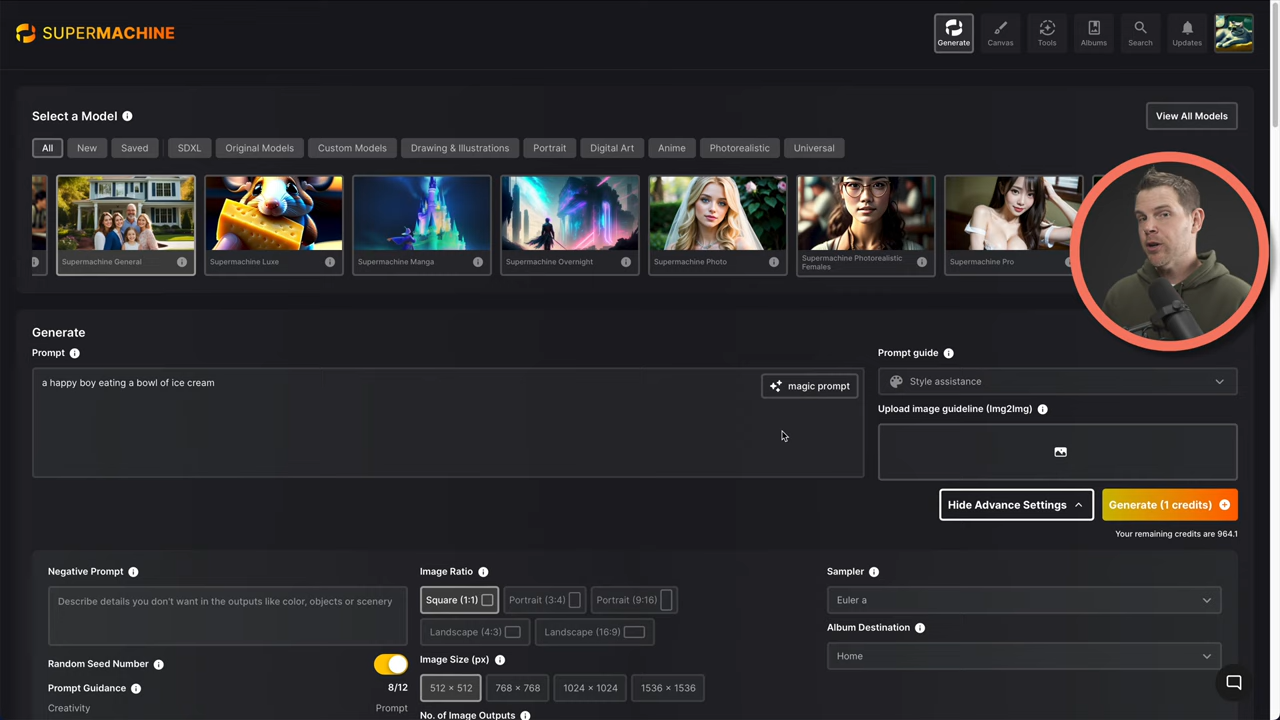 SUPERMACHINE
Generate
Canvas
Tools
Albums
Search
Updates
Select a Model
View All Models
All
New
Saved
SDXL
Original Models
Custom Models
Drawing & Illustrations
Portrait
Digital Art
Anime
Photorealistic
Universal
Supermachine General
Supermachine Luxe
Supermachine Manga
Supermachine Overnight
Supermachine Photo
Supermachine Photorealistic
Females
Supermachine Pro
Generate
Prompt
Prompt guide
a happy boy eating a bowl of ice cream
magic prompt
Style assistance
Upload image guideline (Img2Img)
Hide Advance Settings
Generate (1 credits)
Your remaining credits are 964.1
Negative Prompt
Image Ratio
Sampler
Describe details you don't want in the outputs like color, objects or scenery
Square (1:1)
Portrait (3:4)
Portrait (9:16)
Euler a
Landscape (4:3)
Landscape (16:9)
Album Destination
Random Seed Number
Image Size (px)
Home
Prompt Guidance
8/12
512 × 512
768 × 768
1024 × 1024
1536 × 1536
Creativity
Prompt
No. of Image Outputs